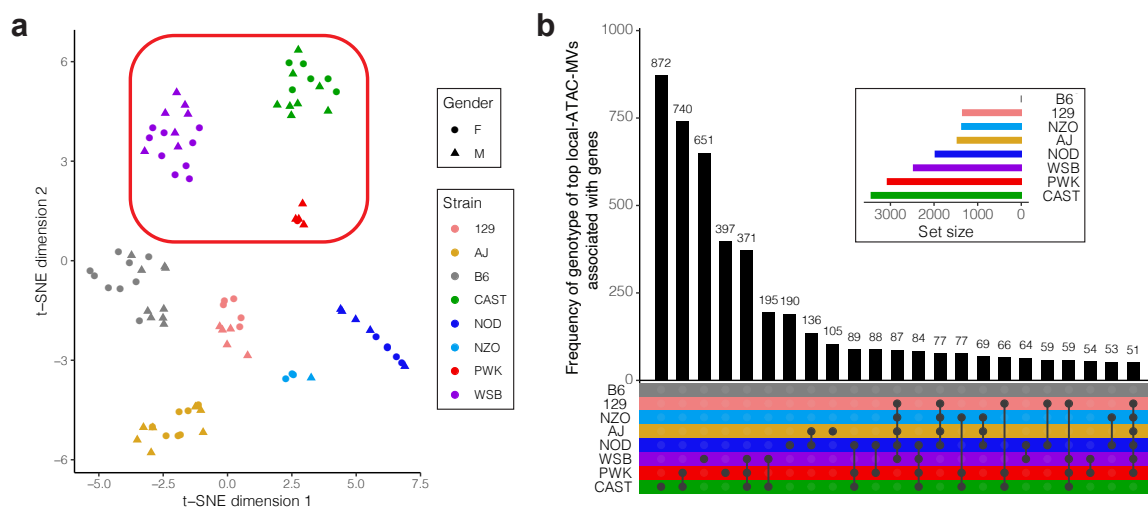 a
t−SNE dimension 2
6
3
0
−3
−6
−5.0
−2.5
0.0
2.5
5.0
7.5
t−SNE dimension 1
Gender
F
M
Strain
129
AJ
B6
CAST
NOD
NZO
PWK
WSB
b
Frequency of genotype of top local-ATAC-MVs
associated with genes
1000
750
500
250
0
872
740
651
397
371
195
190
136
105
89
88
87
84
77
77
69
66
64
59
59
54
53
51
B6
129
NZO
AJ
NOD
WSB
PWK
CAST
3000
2000
1000
0
Set size
B6
129
NZO
AJ
NOD
WSB
PWK
CAST